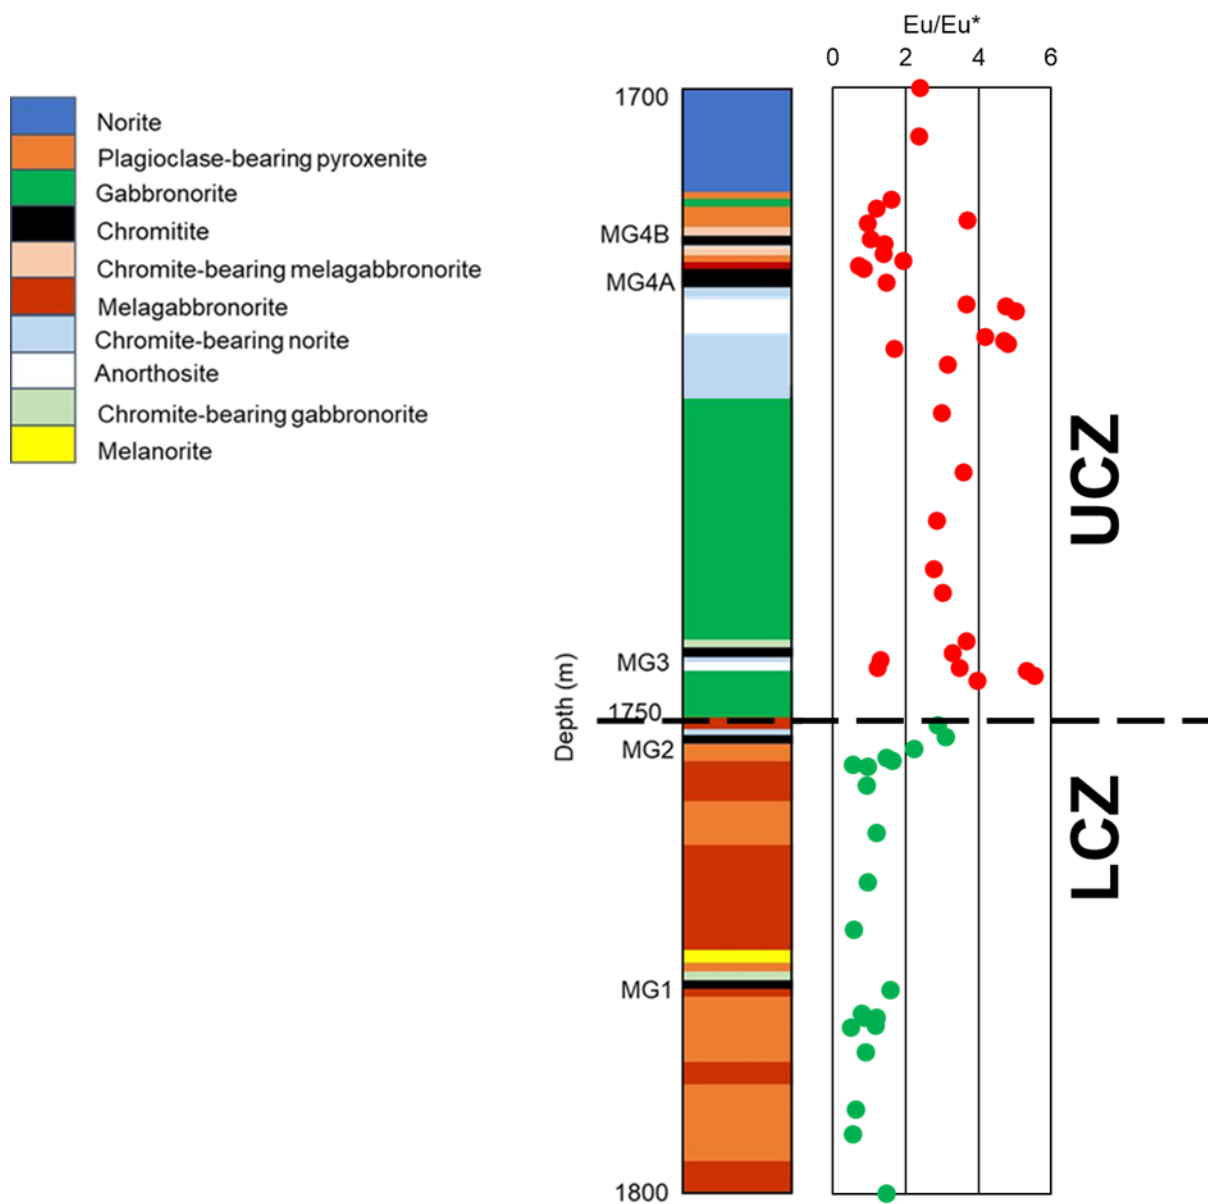 Eu/Eu*
0 2 4 6
Norite
Plagioclase-bearing pyroxenite
Gabbronorite
Chromitite
Chromite-bearing melagabbronorite
Melagabbronorite
Chromite-bearing norite
Anorthosite
Chromite-bearing gabbronorite
Melanorite
Depth (m)
1700
MG4B
MG4A
MG3
1750
MG2
MG1
1800
UCZ
LCZ